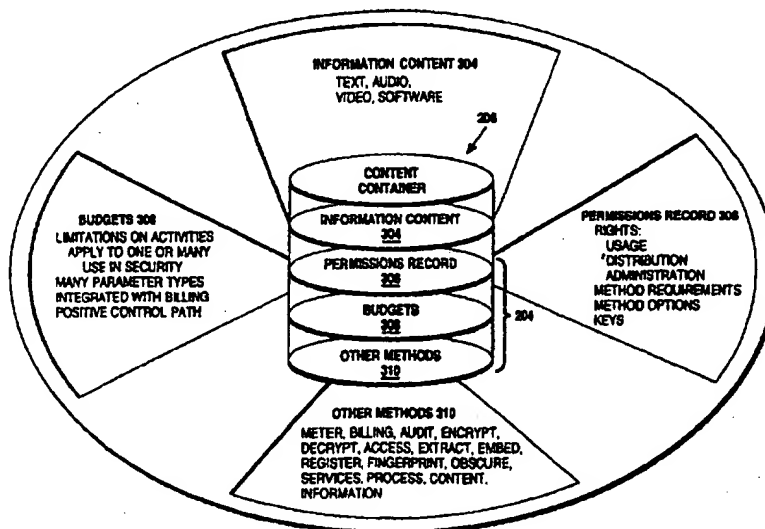 INFORMATION CONTENT 304
TEXT, AUDIO,
VIDEO, SOFTWARE
CONTENT
CONTAINER
INFORMATION CONTENT
304
PERMISSIONS RECORD
306
BUDGETS
308
OTHER METHODS
310
204
BUDGETS 308
LIMITATIONS ON ACTIVITIES
APPLY TO ONE OR MANY
USE IN SECURITY
MANY PARAMETER TYPES
INTEGRATED WITH BILLING
POSITIVE CONTROL PATH
PERMISSIONS RECORD 306
RIGHTS:
USAGE
DISTRIBUTION
ADMINISTRATION
METHOD REQUIREMENTS
METHOD OPTIONS
KEYS
OTHER METHODS 310
METER, BILLING, AUDIT, ENCRYPT,
DECRYPT, ACCESS, EXTRACT, EMBED,
REGISTER, FINGERPRINT, OBSCURE,
SERVICES, PROCESS, CONTENT,
INFORMATION